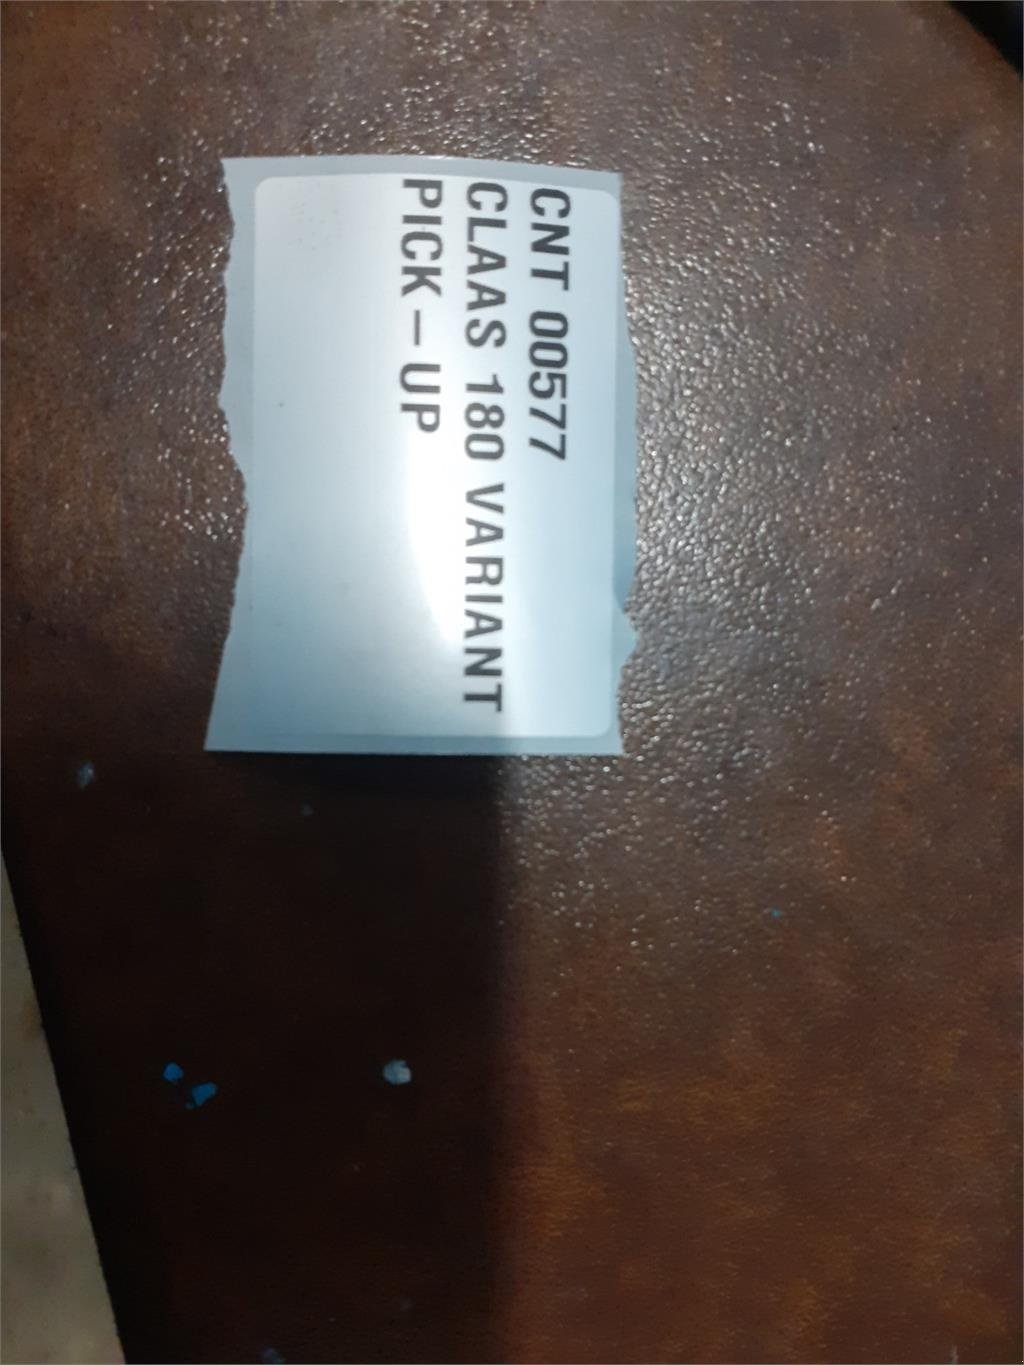 CNT 00577
CLAAS 180 VARIANT
PICK-UP